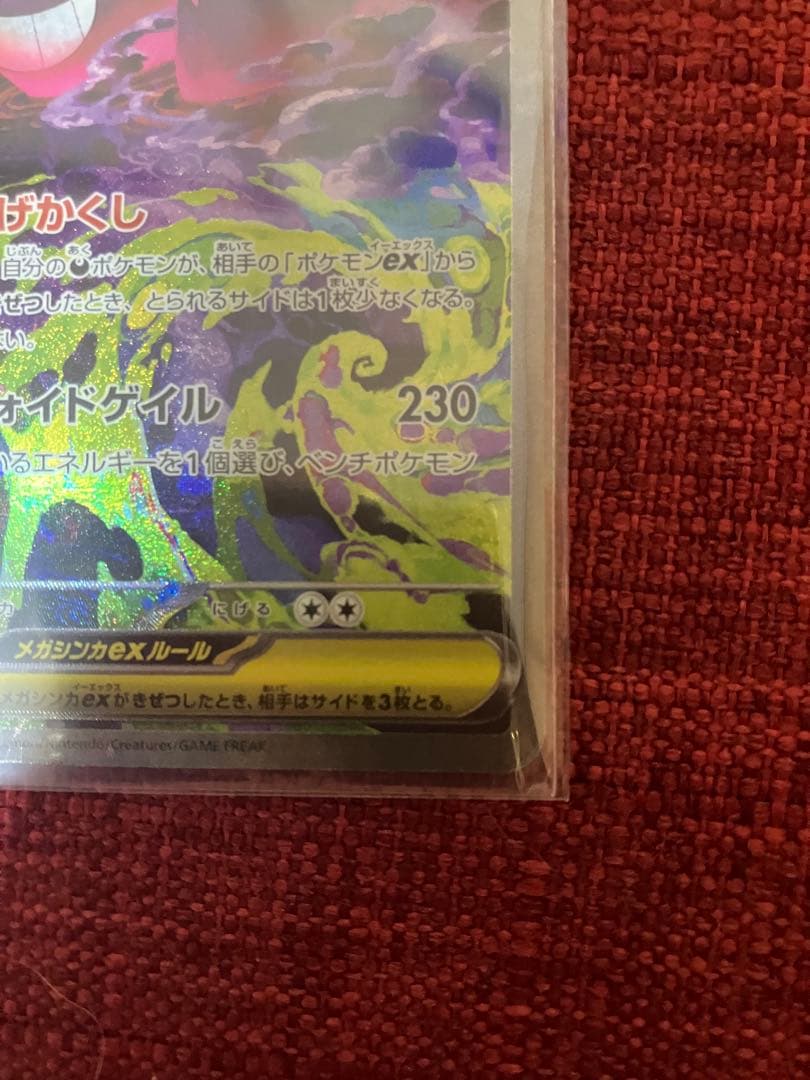 げかくし
自分のポケモンが、相手の「ポケモンex」から
きぜつしたとき、とられるサイドは1枚少なくなる。
ない。
ォイドゲイル 230
いるエネルギーを1個選び、ベンチポケモン
にげる
メガシンカexルール
メガシンカexがきぜつしたとき、相手はサイドを3枚とる。
Nintendo/Creatures/GAME FREAK